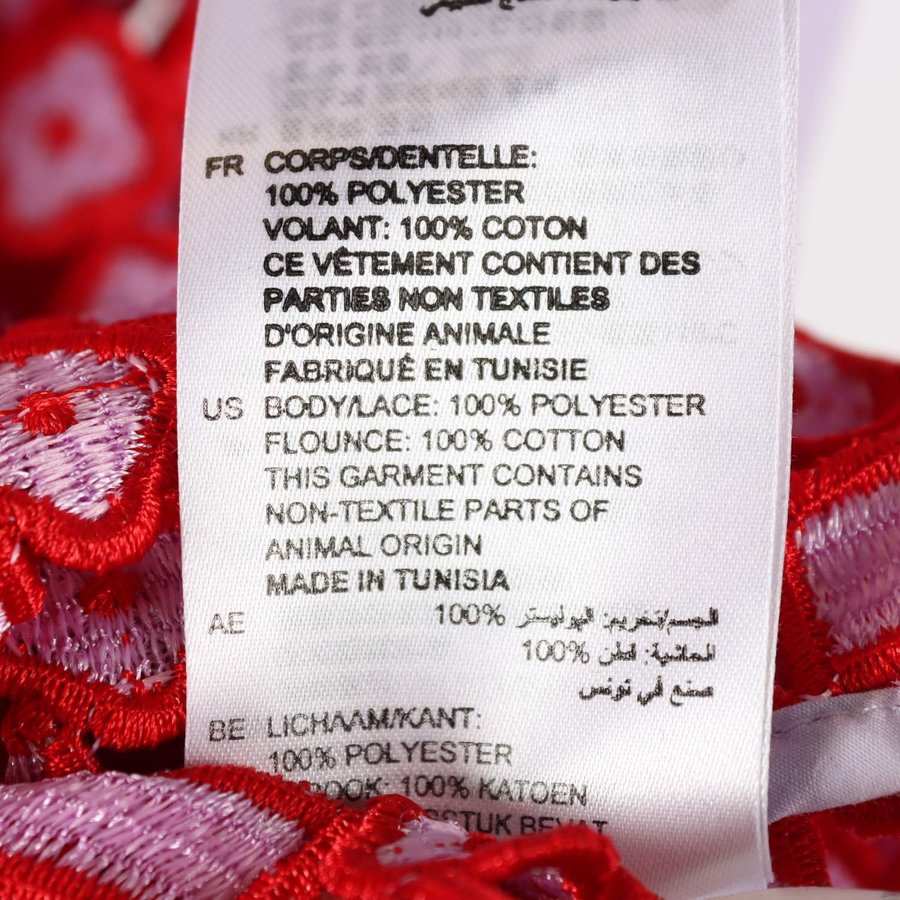 FR CORPS/DENTELLE:
100% POLYESTER
VOLANT: 100% COTON
CE VÊTEMENT CONTIENT DES
PARTIES NON TEXTILES
D'ORIGINE ANIMALE
FABRIQUÉ EN TUNISIE
US BODY/LACE: 100% POLYESTER
FLOUNCE: 100% COTTON
THIS GARMENT CONTAINS
NON-TEXTILE PARTS OF
ANIMAL ORIGIN
MADE IN TUNISIA
AE الجسم/تخريم: البوليستر 100%
الحاشية: قطن 100%
صنع في تونس
BE LICHAAM/KANT:
100% POLYESTER
100% KATOEN
BEVAT